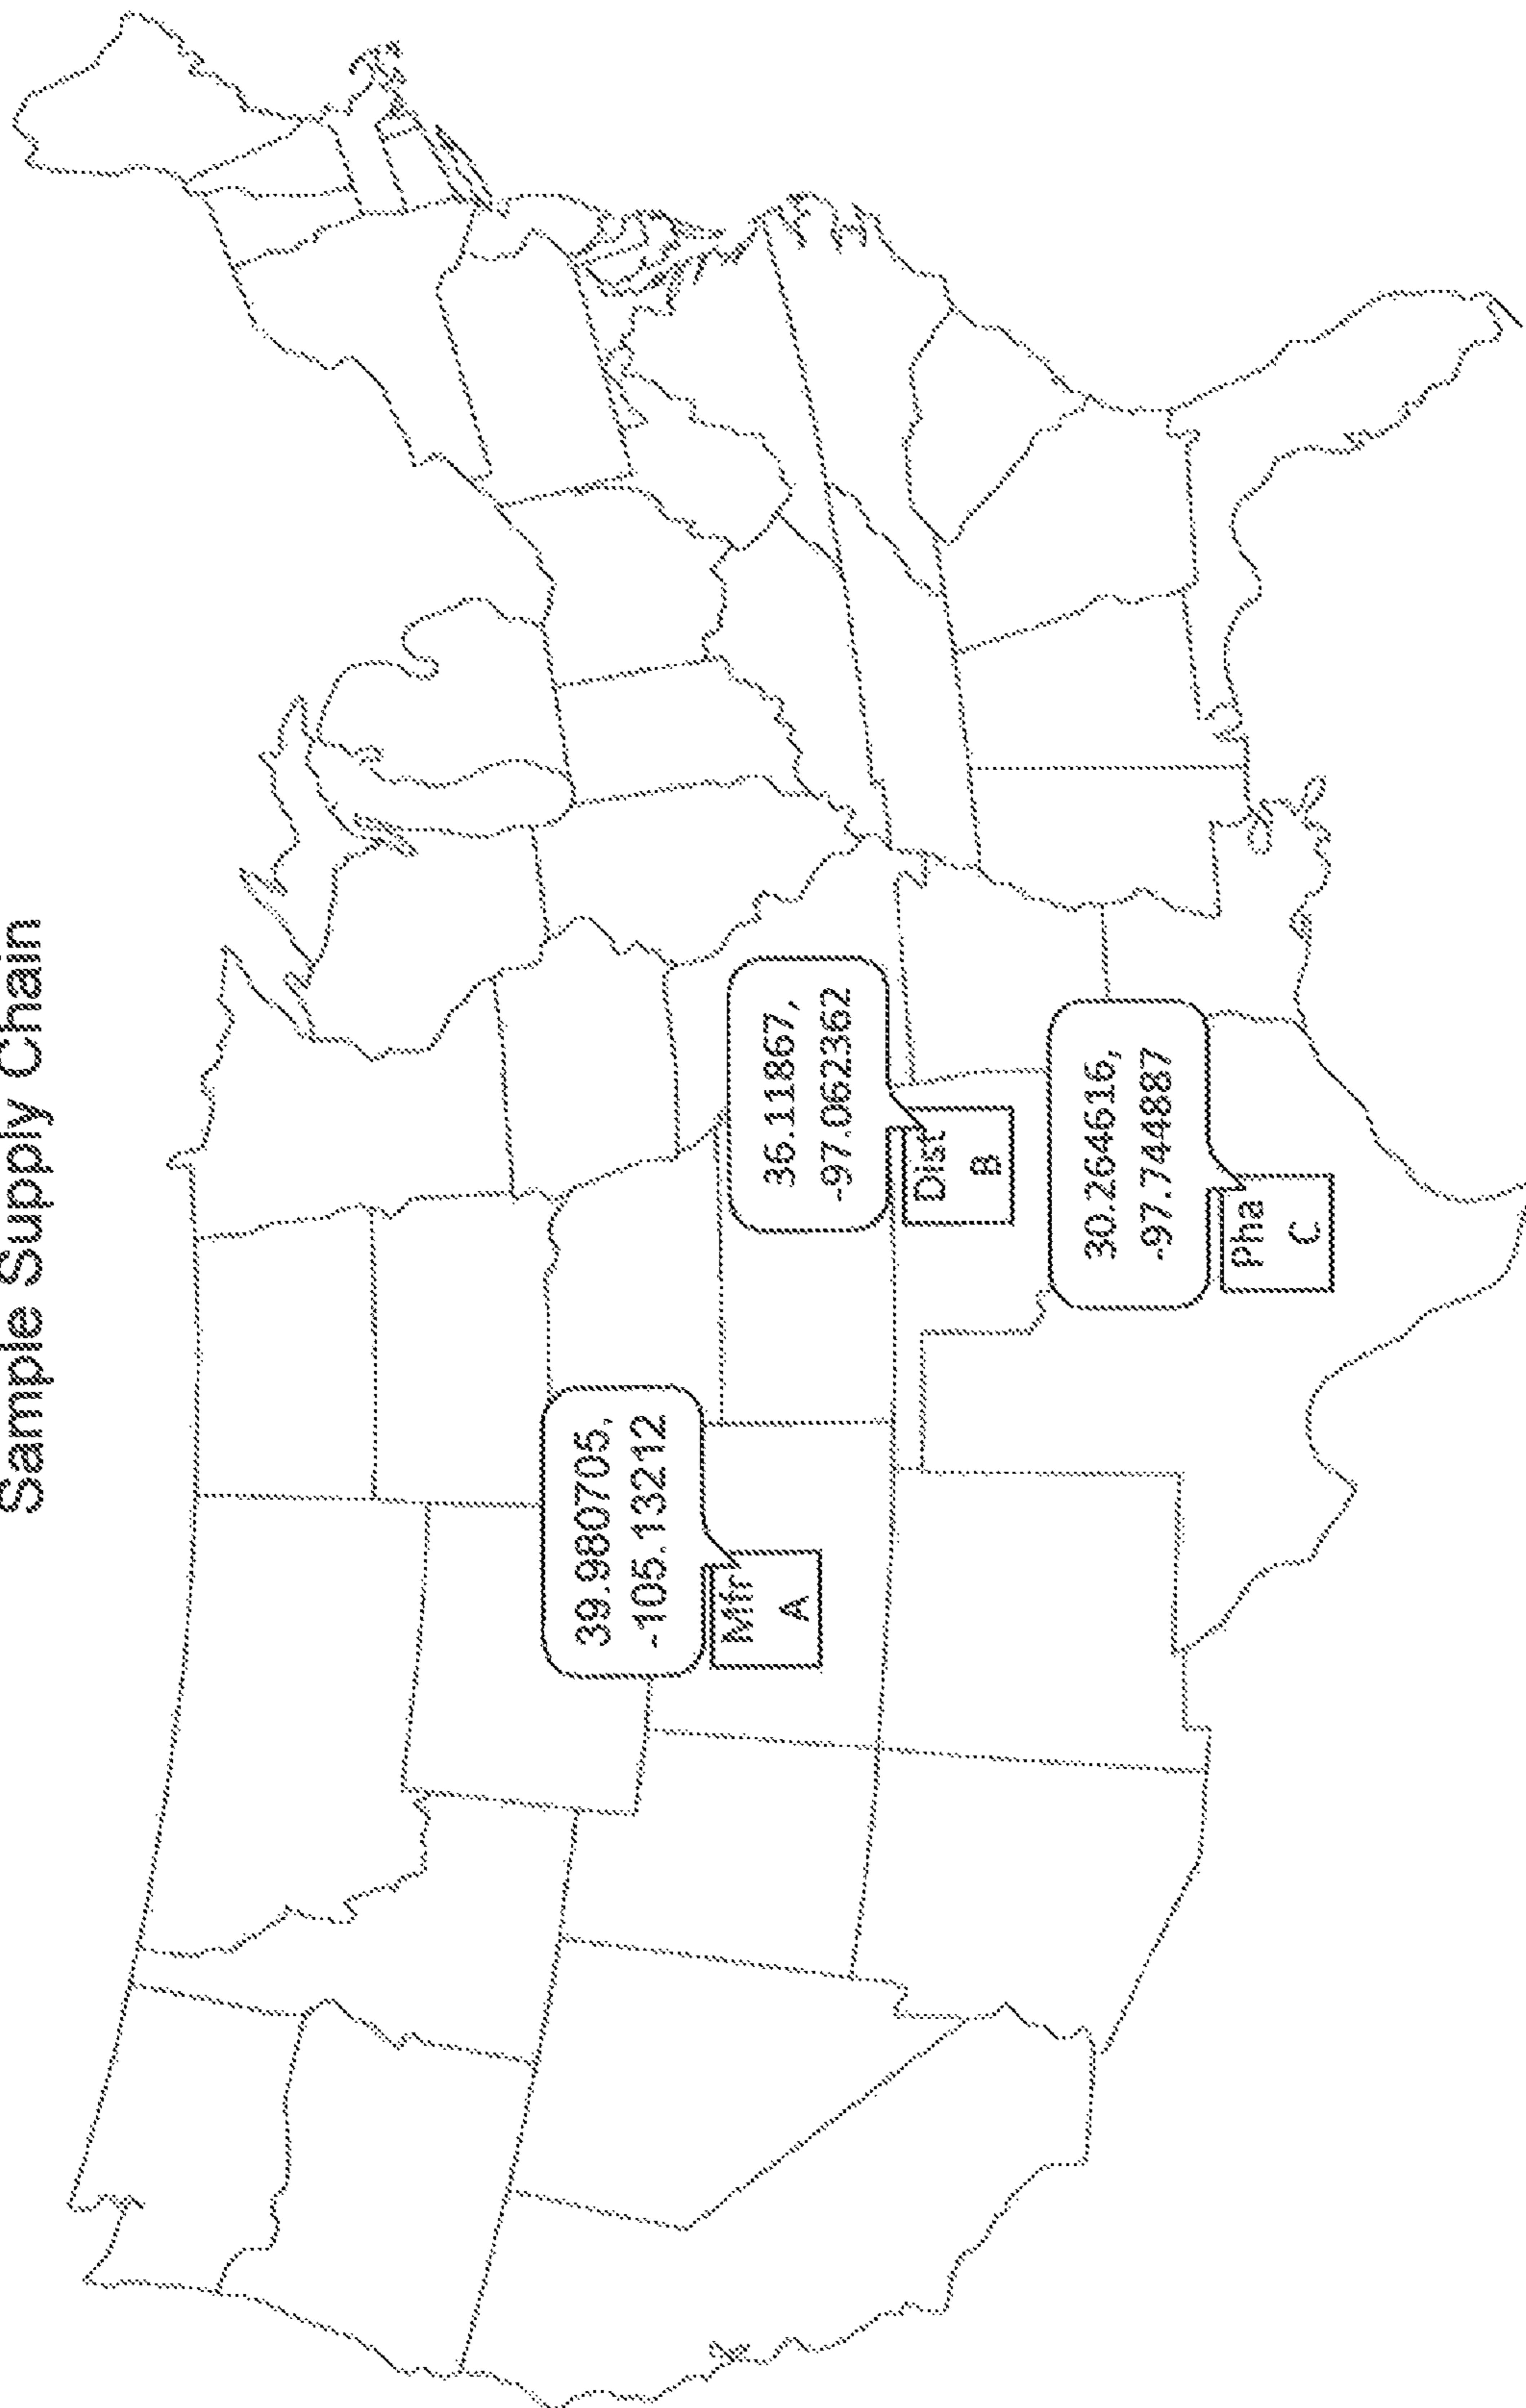 Sample Supply Chain
39.980705,
-105.13212
Mfr
A
36.11867,
-97.062362
Dist
B
30.264616,
-97.744887
Pha
C